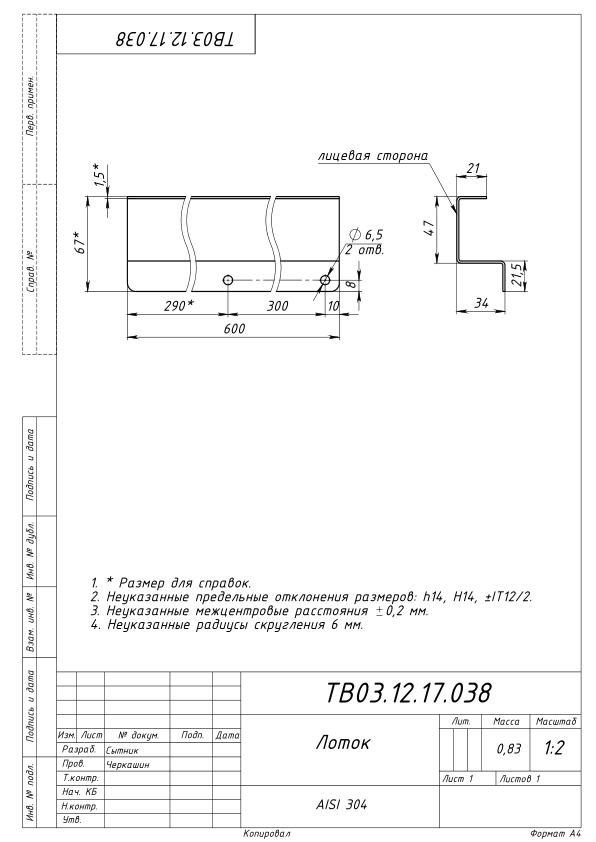 ТВ03.12.17.038
Перв. примен.
Справ. №
Подпись и дата
Инв. № дубл.
Взам. инв. №
Подпись и дата
Инв. № подл.
лицевая сторона
21
1,5*
67*
47
∅ 6,5
2 отв.
8
21,5
290*
300
10
34
600
1. * Размер для справок.
2. Неуказанные предельные отклонения размеров: h14, H14, ±IT12/2.
3. Неуказанные межцентровые расстояния ±0,2 мм.
4. Неуказанные радиусы скругления 6 мм.
ТВ03.12.17.038
Изм. Лист № докум. Подп. Дата
Разраб. Сытник
Пров. Черкашин
Т.контр.
Нач. КБ
Н.контр.
Утв.
Лоток
Лит. Масса Масштаб
0,83 1:2
Лист 1 Листов 1
AISI 304
Копировал Формат А4